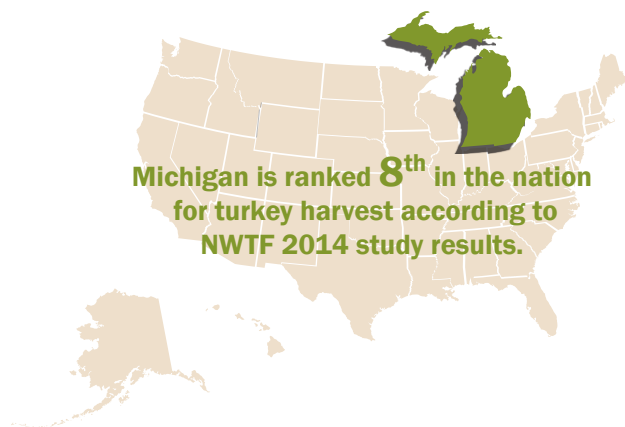 Michigan is ranked 8th in the nation
for turkey harvest according to
NWTF 2014 study results.